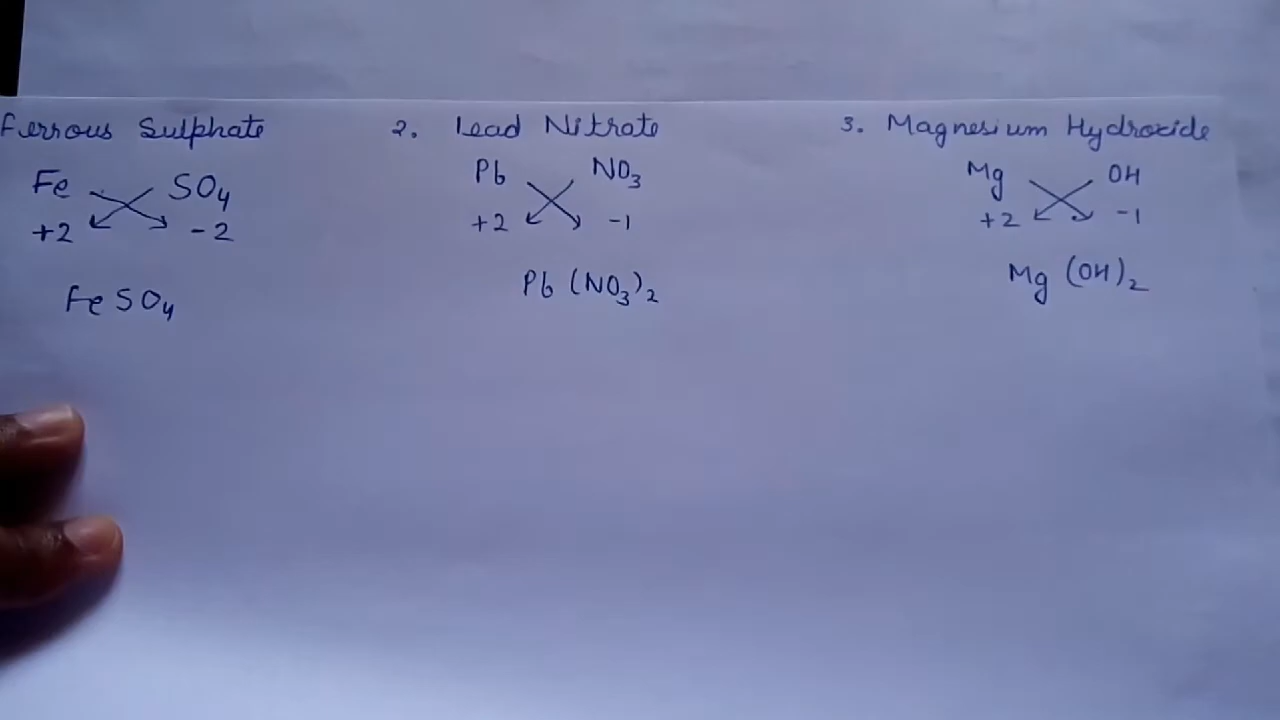 Ferrous Sulphate
Fe SO₄
+2 -2
FeSO₄
2. Lead Nitrate
Pb NO₃
+2 -1
Pb (NO₃)₂
3. Magnesium Hydroxide
Mg OH
+2 -1
Mg (OH)₂